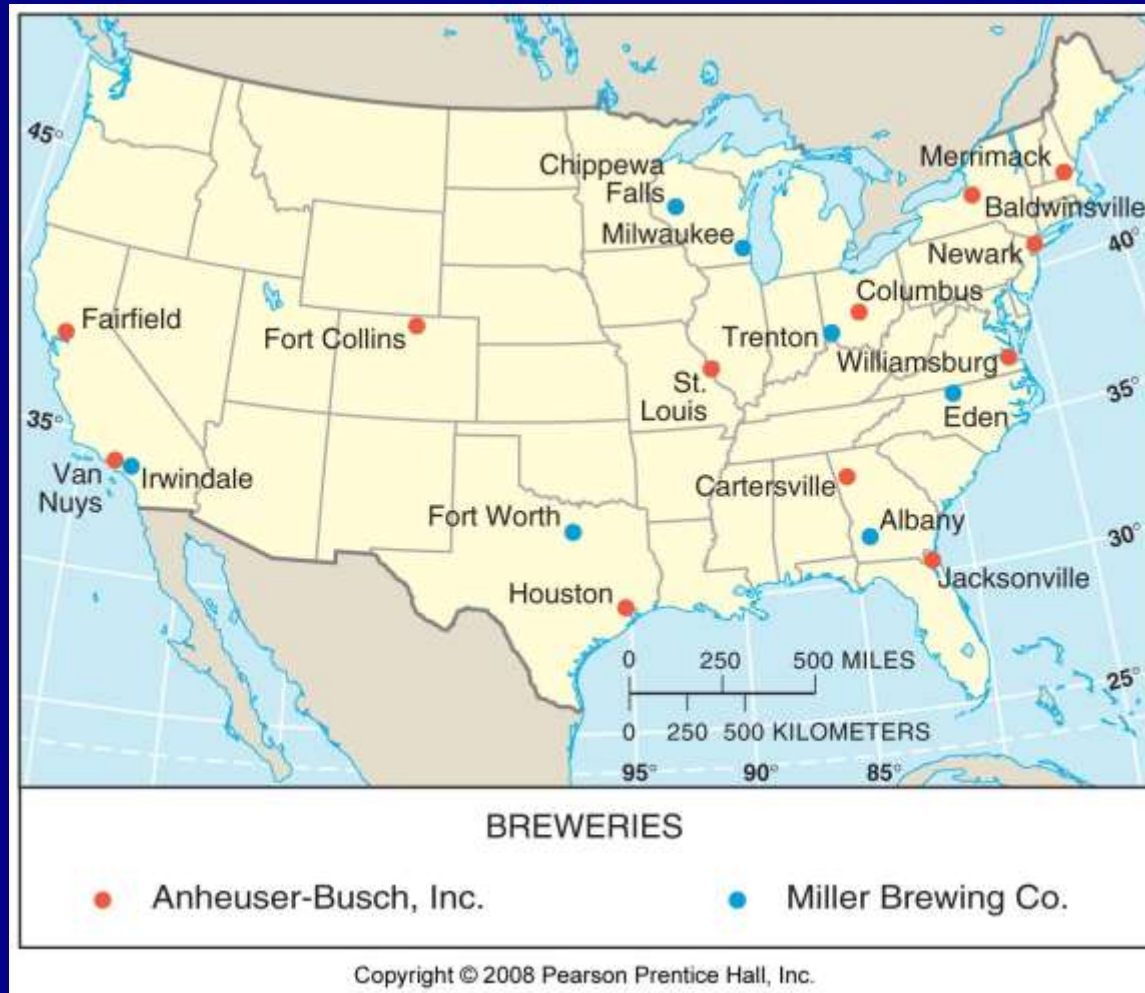 45°
Chippewa
Falls
Milwaukee
Merrimack
Baldwinsville
Newark
40°
Fairfield
Fort Collins
Columbus
Trenton
Williamsburg
St.
Louis
Eden
35°
35°
Van
Nuys
Irwindale
Cartersville
Fort Worth
Albany
30°
Houston
Jacksonville
0 250 500 MILES
0 250 500 KILOMETERS
25°
95° 90° 85°
BREWERIES
Anheuser-Busch, Inc. Miller Brewing Co.
Copyright © 2008 Pearson Prentice Hall, Inc.